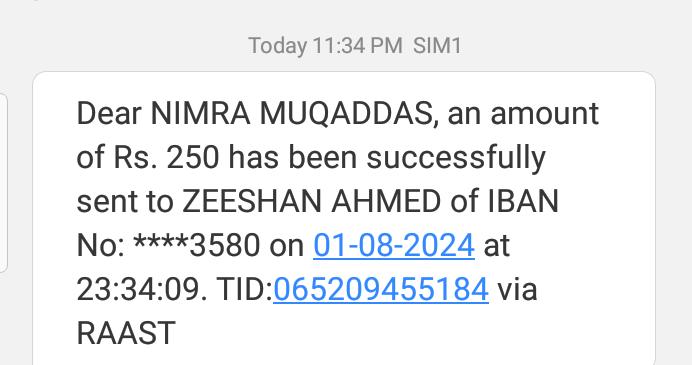 Today 11:34 PM SIM1
Dear NIMRA MUQADDAS, an amount
of Rs. 250 has been successfully
sent to ZEESHAN AHMED of IBAN
No: ****3580 on 01-08-2024 at
23:34:09. TID:065209455184 via
RAAST